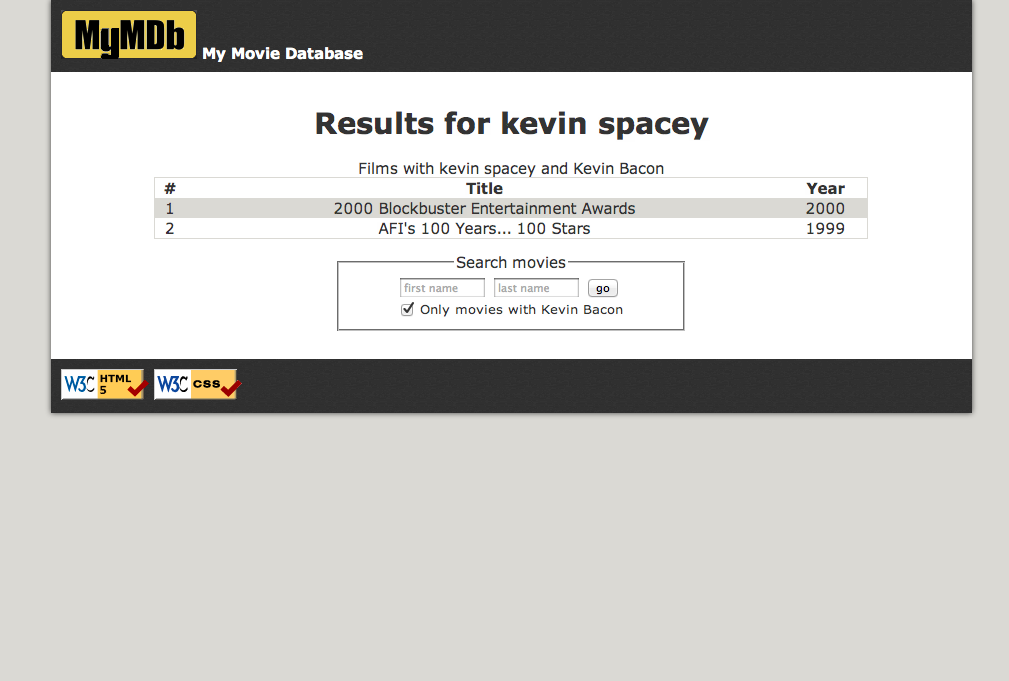 MyMDb My Movie Database
Results for kevin spacey
Films with kevin spacey and Kevin Bacon
# Title Year
1 2000 Blockbuster Entertainment Awards 2000
2 AFI's 100 Years... 100 Stars 1999
Search movies
first name last name go
Only movies with Kevin Bacon
W3C HTML 5 W3C css